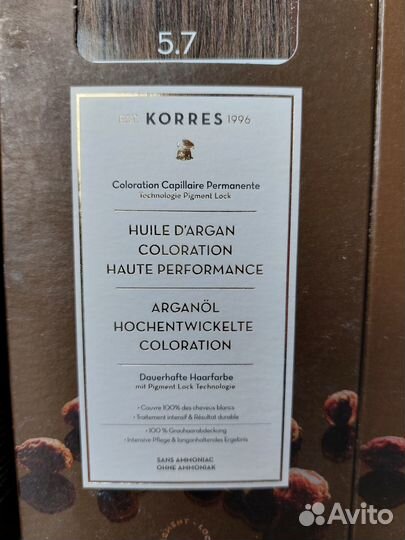 5.7
EST. KORRES 1996
Coloration Capillaire Permanente
Technologie Pigment Lock
HUILE D'ARGAN
COLORATION
HAUTE PERFORMANCE
ARGANÖL
HOCHENTWICKELTE
COLORATION
Dauerhafte Haarfarbe
mit Pigment Lock Technologie
• Couvre 100% des cheveux blancs
• Traitement intensif & Résultat durable
• 100 % Grauhaarabdeckung
• Intensive Pflege & langanhaltendes Ergebnis
SANS AMMONIAC
OHNE AMMONIAK
Avito